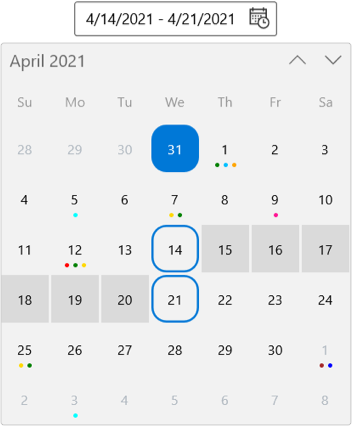 4/14/2021 - 4/21/2021
April 2021
Su Mo Tu We Th Fr Sa
28 29 30 31 1 2 3
4 5 6 7 8 9 10
11 12 13 14 15 16 17
18 19 20 21 22 23 24
25 26 27 28 29 30 1
2 3 4 5 6 7 8